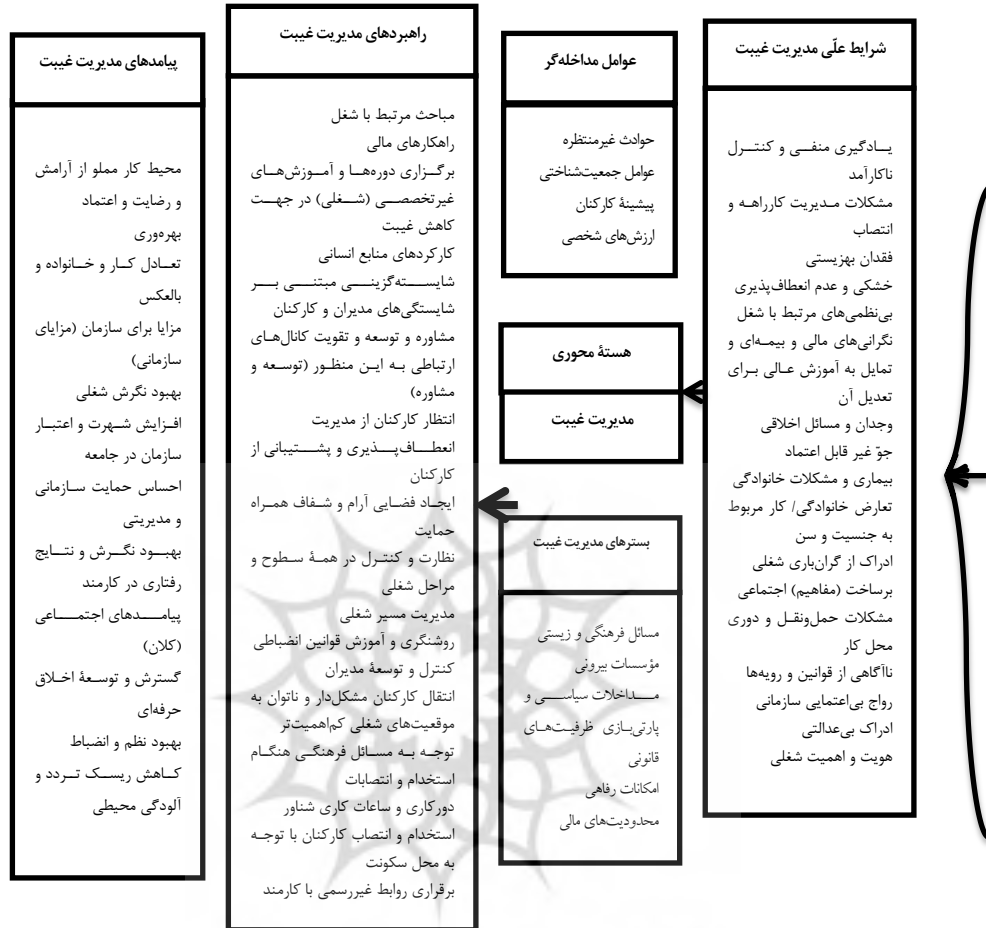 شرایط علّی مدیریت غیبت
یادگیری منفی و کنترل
ناکارآمد
مشکلات مدیریت کارراهه و
انتصاب
فقدان بهزیستی
خشکی و عدم انعطاف‌پذیری
بی‌نظمی‌های مرتبط با شغل
نگرانی‌های مالی و بیمه‌ای و
تمایل به آموزش عالی برای
تعدیل آن
وجدان و مسائل اخلاقی
جوّ غیر قابل اعتماد
بیماری و مشکلات خانوادگی
تعارض خانوادگی/ کار مربوط
به جنسیت و سن
ادراک از گران‌باری شغلی
برساخت (مفاهیم) اجتماعی
مشکلات حمل‌ونقل و دوری
محل کار
ناآگاهی از قوانین و رویه‌ها
رواج بی‌اعتمایی سازمانی
ادراک بی‌عدالتی
هویت و اهمیت شغلی
عوامل مداخله‌گر
حوادث غیرمنتظره
عوامل جمعیت‌شناختی
پیشینهٔ کارکنان
ارزش‌های شخصی
هستهٔ محوری
مدیریت غیبت
بسترهای مدیریت غیبت
مسائل فرهنگی و زیستی
مؤسسات بیرونی
مداخلات سیاسی و
پارتی‌بازی ظرفیت‌های
قانونی
امکانات رفاهی
محدودیت‌های مالی
راهبردهای مدیریت غیبت
مباحث مرتبط با شغل
راهکارهای مالی
برگزاری دوره‌ها و آموزش‌های
غیرتخصصی (شغلی) در جهت
کاهش غیبت
کارکردهای منابع انسانی
شایسته‌گزینی مبتنی بر
شایستگی‌های مدیران و کارکنان
مشاوره و توسعه و تقویت کانال‌های
ارتباطی به این منظور (توسعه و
مشاوره)
انتظار کارکنان از مدیریت
انعطاف‌پذیری و پشتیبانی از
کارکنان
ایجاد فضایی آرام و شفاف همراه
حمایت
نظارت و کنترل در همهٔ سطوح و
مراحل شغلی
مدیریت مسیر شغلی
روشنگری و آموزش قوانین انضباطی
کنترل و توسعهٔ مدیران
انتقال کارکنان مشکل‌دار و ناتوان به
موقعیت‌های شغلی کم‌اهمیت‌تر
توجه به مسائل فرهنگی هنگام
استخدام و انتصابات
دورکاری و ساعات کاری شناور
استخدام و انتصاب کارکنان با توجه
به محل سکونت
برقراری روابط غیررسمی با کارمند
پیامدهای مدیریت غیبت
محیط کار مملو از آرامش
و رضایت و اعتماد
بهره‌وری
تعادل کار و خانواده و
بالعکس
مزایا برای سازمان (مزایای
سازمانی)
بهبود نگرش شغلی
افزایش شهرت و اعتبار
سازمان در جامعه
احساس حمایت سازمانی
و مدیریتی
بهبود نگرش و نتایج
رفتاری در کارمند
پیامدهای اجتماعی
(کلان)
گسترش و توسعهٔ اخلاق
حرفه‌ای
بهبود نظم و انضباط
کاهش ریسک تردد و
آلودگی محیطی